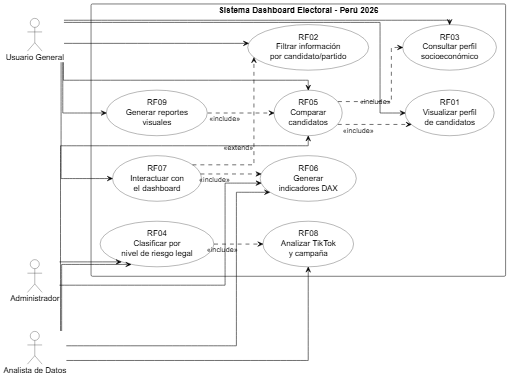 Sistema Dashboard Electoral - Perú 2026
Usuario General
RF02
Filtrar información
por candidato/partido
RF03
Consultar perfil
socioeconómico
RF09
Generar reportes
visuales
«include»
RF05
Comparar
candidatos
«include»
«include»
RF01
Visualizar perfil
de candidatos
«extend»
RF07
Interactuar con
el dashboard
«include»
RF06
Generar
indicadores DAX
RF04
Clasificar por
nivel de riesgo legal
«include»
RF08
Analizar TikTok
y campaña
Administrador
Analista de Datos